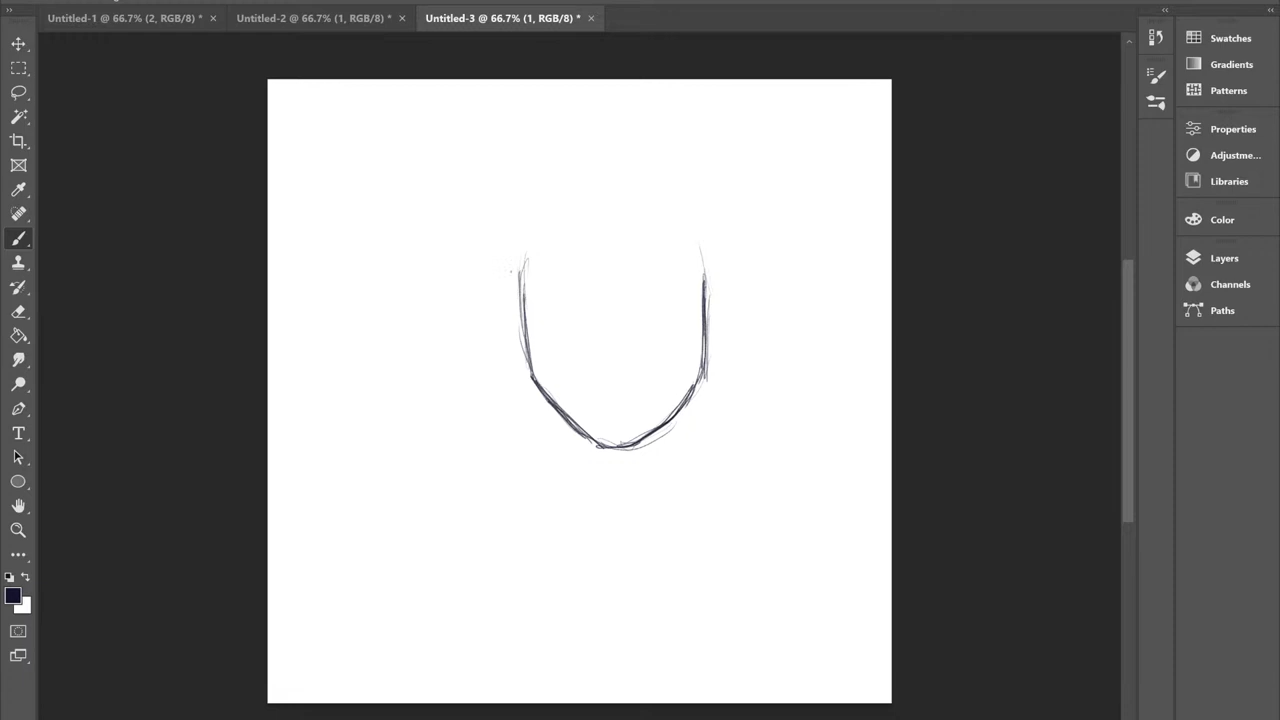 Untitled-1 @ 66.7% (2, RGB/8) *
Untitled-2 @ 66.7% (1, RGB/8) *
Untitled-3 @ 66.7% (1, RGB/8) *
Swatches
Gradients
Patterns
Properties
Adjustme...
Libraries
Color
Layers
Channels
Paths